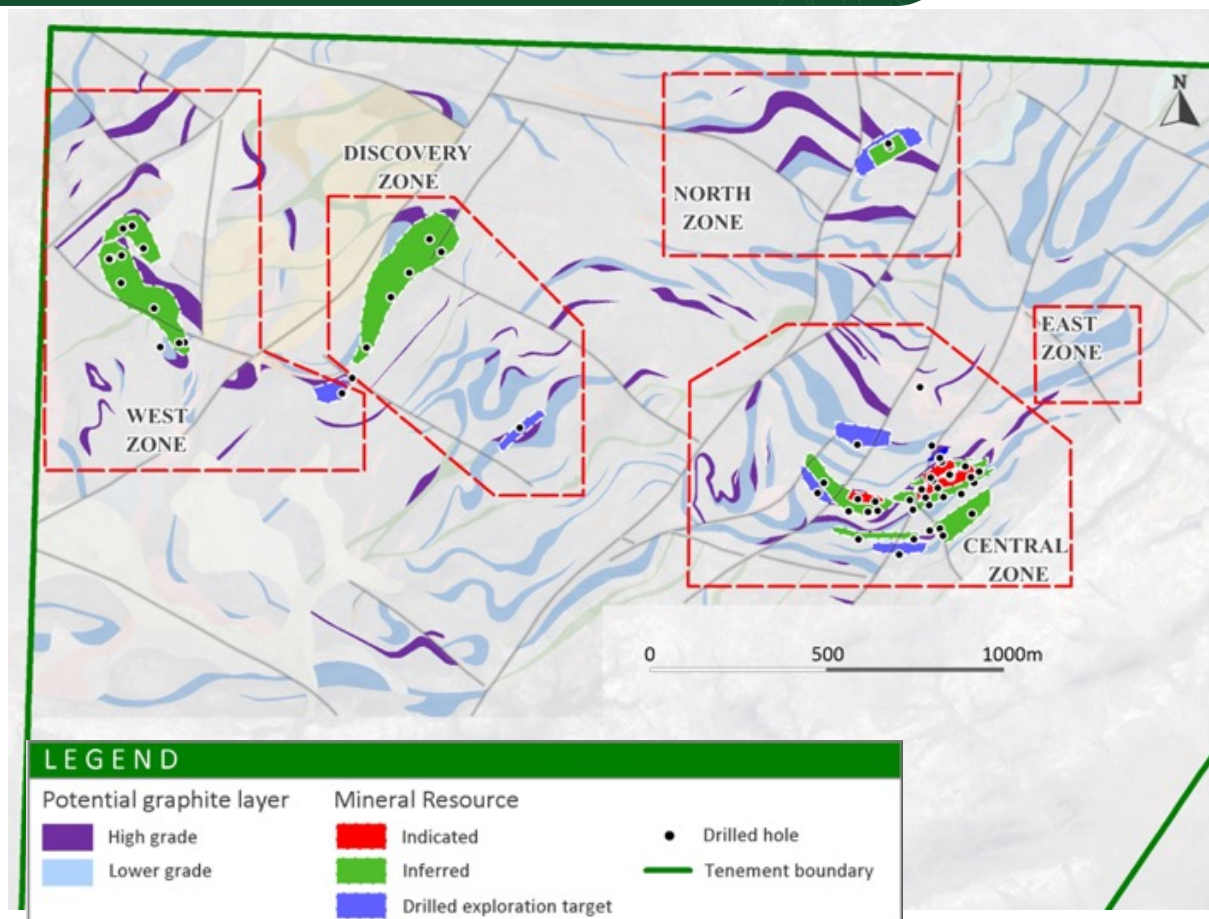 DISCOVERY
ZONE
NORTH
ZONE
N
EAST
ZONE
WEST
ZONE
CENTRAL
ZONE
0 500 1000m
LEGEND
Potential graphite layer
High grade
Lower grade
Mineral Resource
Indicated
Inferred
Drilled exploration target
Drilled hole
Tenement boundary